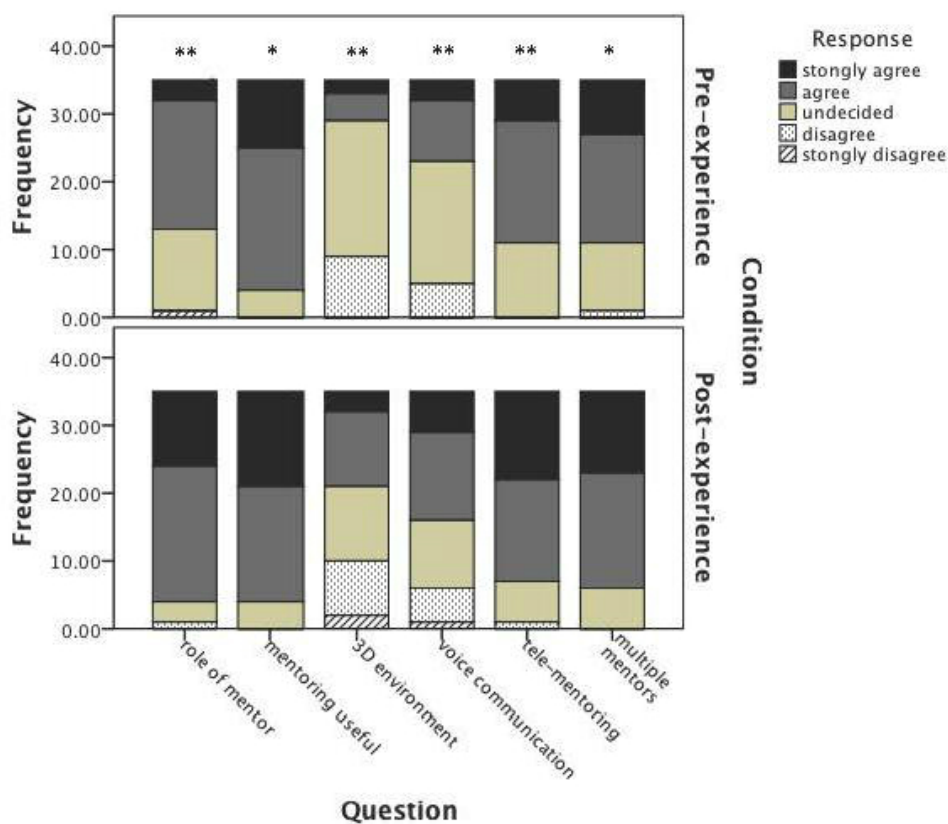 40.00
30.00
20.00
10.00
0.00
Frequency
** * ** ** ** *
Pre-experience
Response
stongly agree
agree
undecided
disagree
stongly disagree
Condition
40.00
30.00
20.00
10.00
0.00
Frequency
Post-experience
role of mentor
mentoring useful
3D environment
voice communication
tele-mentoring
multiple
mentors
Question